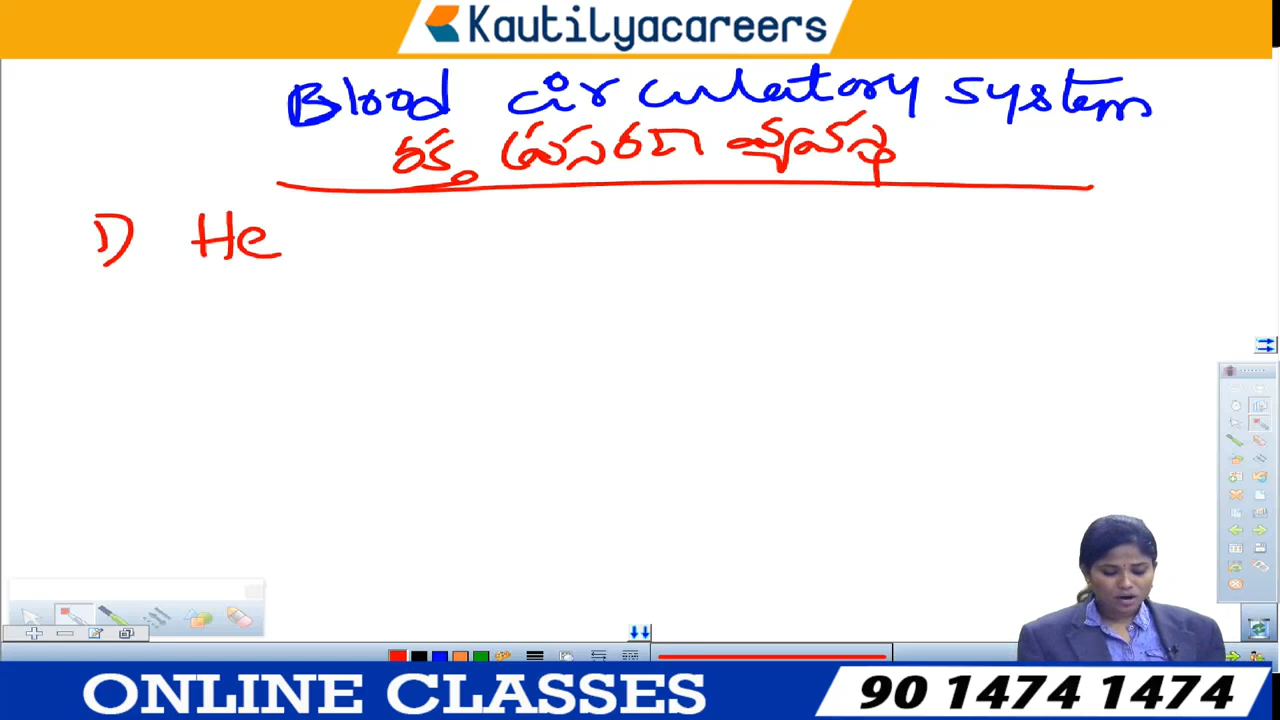 Kautilyacareers
Blood circulatory system
రక్త ప్రసరణ వ్యవస్థ
1) He
ONLINE CLASSES
90 1474 1474